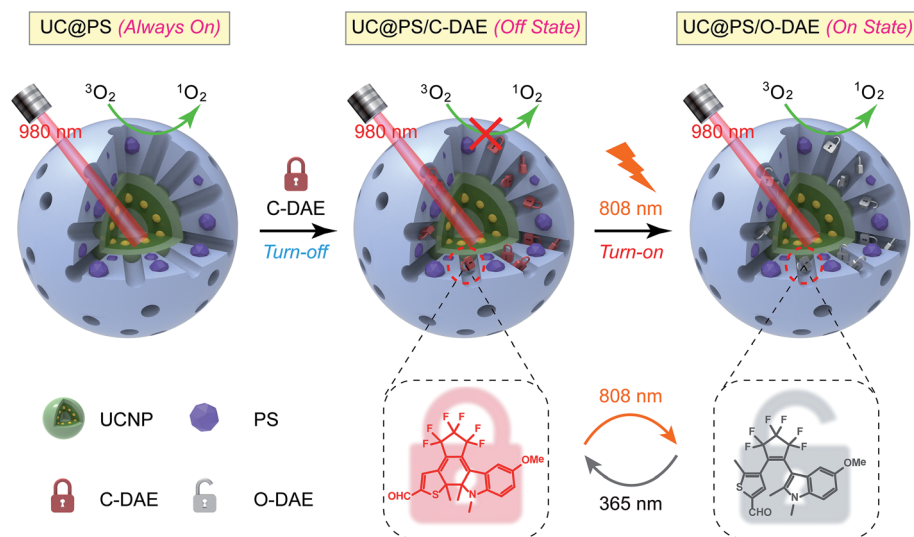 UC@PS (Always On)
UC@PS/C-DAE (Off State)
UC@PS/O-DAE (On State)
³O₂
¹O₂
980 nm
³O₂
¹O₂
980 nm
³O₂
¹O₂
980 nm
C-DAE
Turn-off
808 nm
Turn-on
UCNP
PS
C-DAE
O-DAE
F
F
F
F
F
F
OMe
OHC
S
N
808 nm
365 nm
F
F
F
F
F
F
OMe
S
N
CHO